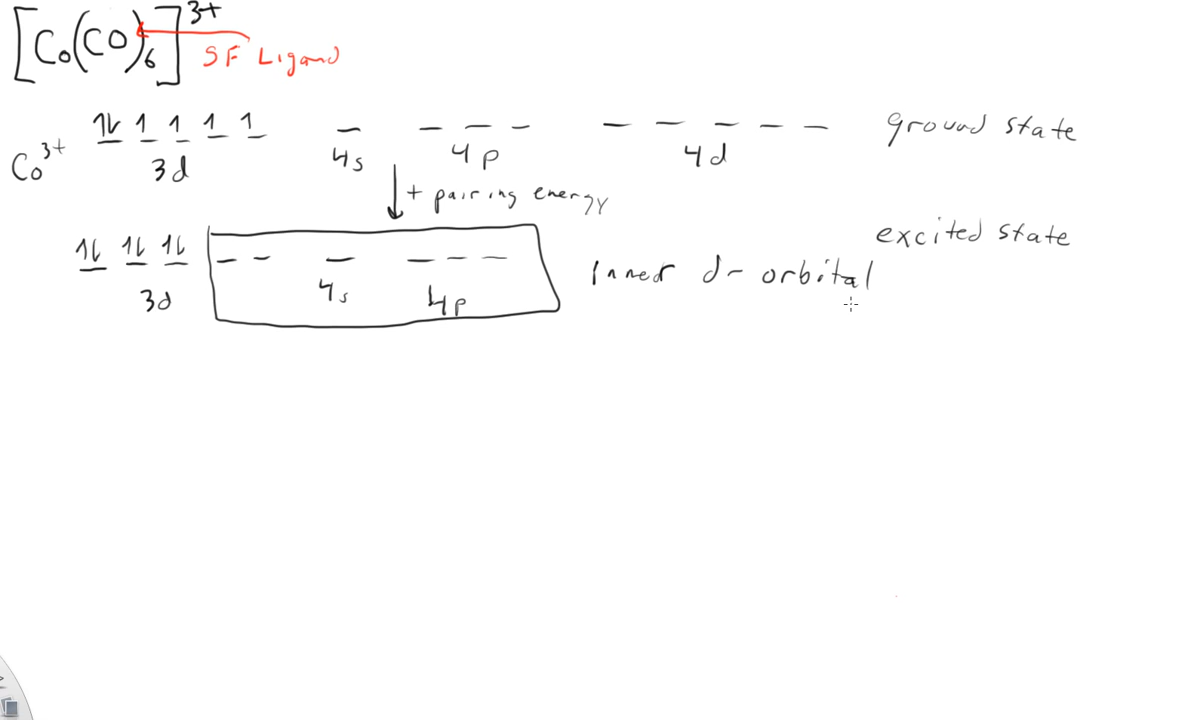 [Co(CO)₆]³⁺
SF Ligand
Co³⁺ 1l 1 1 1 1 ground state
3d 4s 4p 4d
+ pairing energy
1l 1l 1l excited state
Inner d- orbital
3d 4s 4p